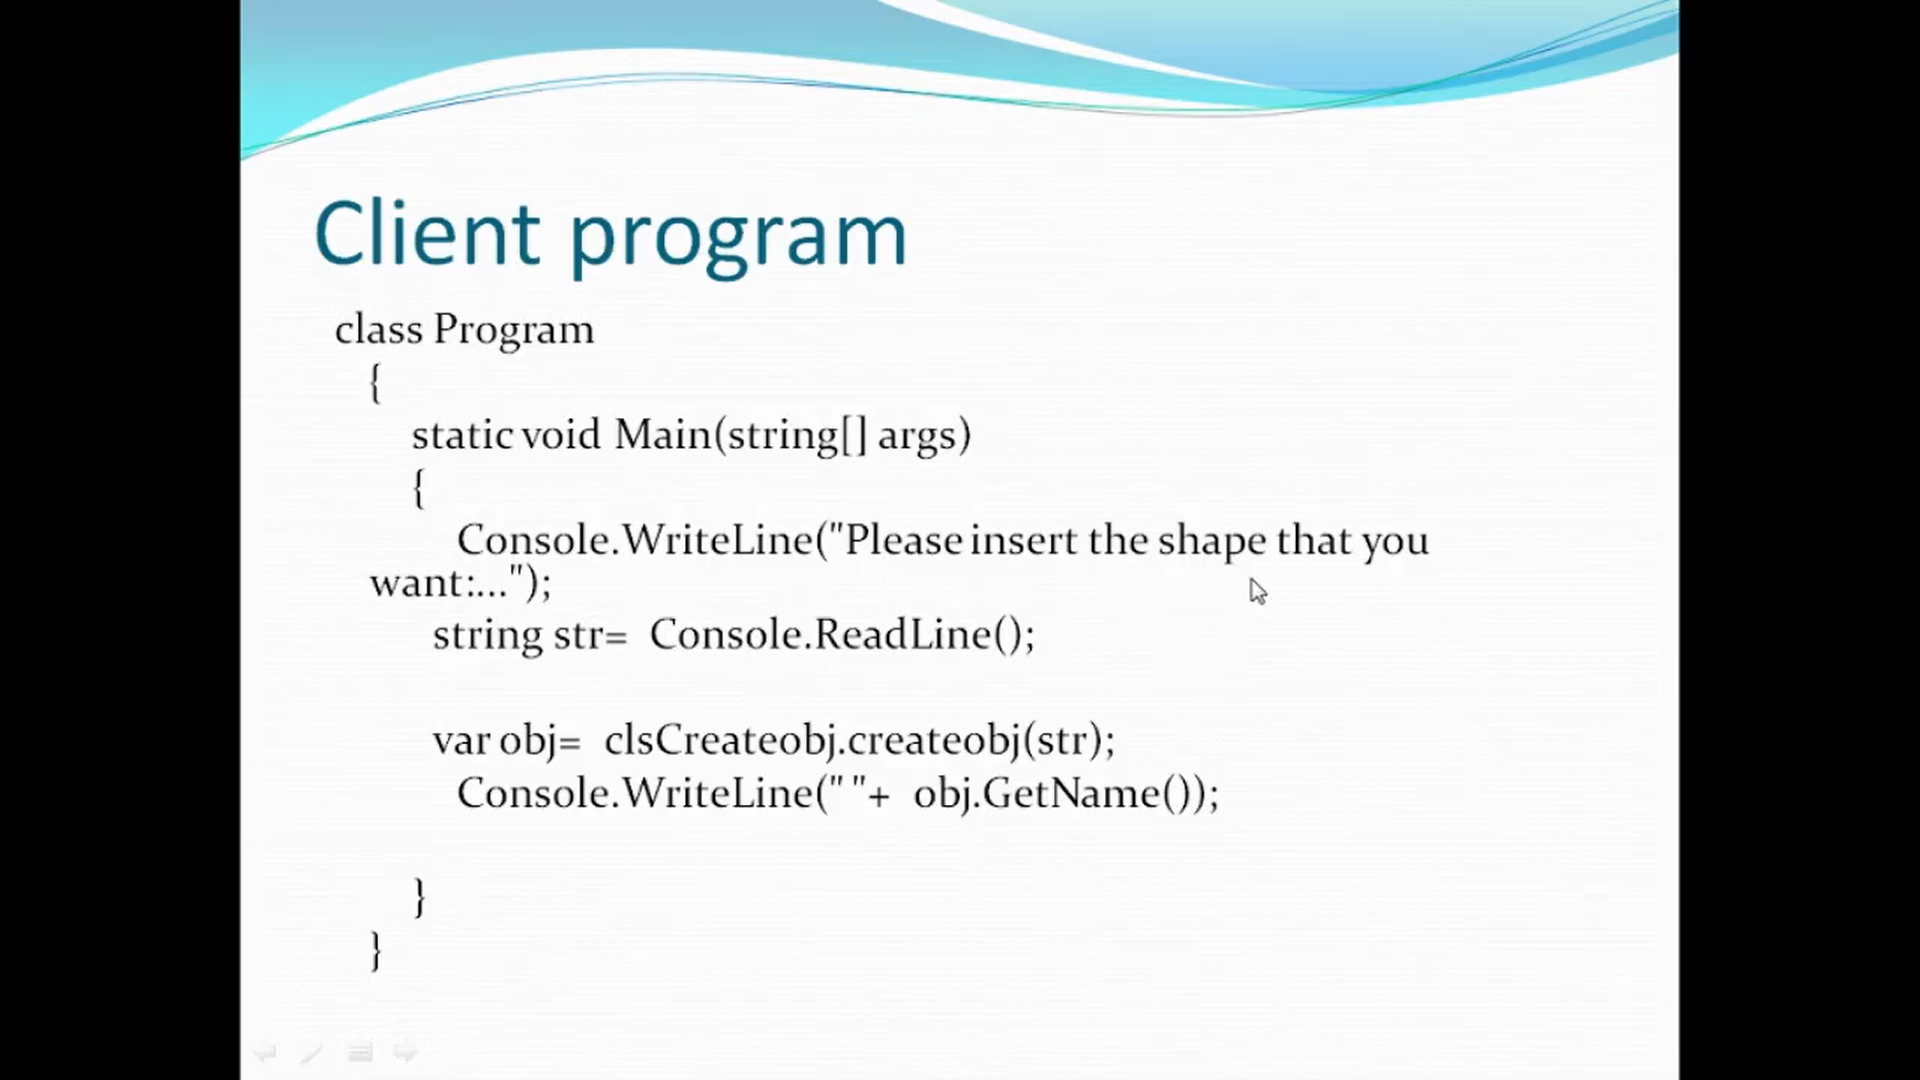 Client program
class Program
{
static void Main(string[] args)
{
Console.WriteLine("Please insert the shape that you
want:...");
string str= Console.ReadLine();
var obj= clsCreateobj.createobj(str);
Console.WriteLine(" "+ obj.GetName());
}
}